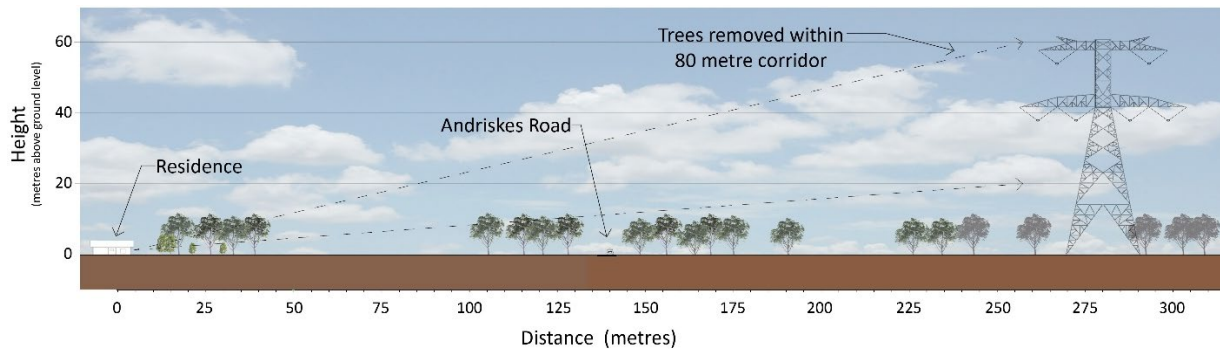 60
40
20
0
Height
(metres above ground level)
Trees removed within
80 metre corridor
Andriskes Road
Residence
0 25 50 75 100 125 150 175 200 225 250 275 300
Distance (metres)